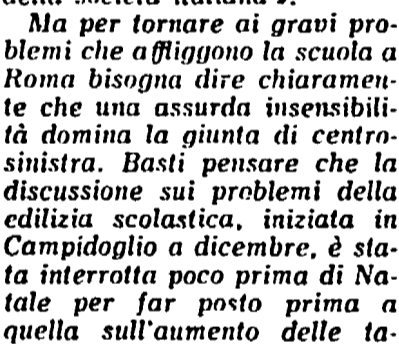 della Società italiana ».
Ma per tornare ai gravi pro-
blemi che affliggono la scuola a
Roma bisogna dire chiaramen-
te che una assurda insensibili-
tà domina la giunta di centro-
sinistra. Basti pensare che la
discussione sui problemi della
edilizia scolastica, iniziata in
Campidoglio a dicembre, è sta-
ta interrotta poco prima di Na-
tale per far posto prima a
quella sull'aumento delle ta-